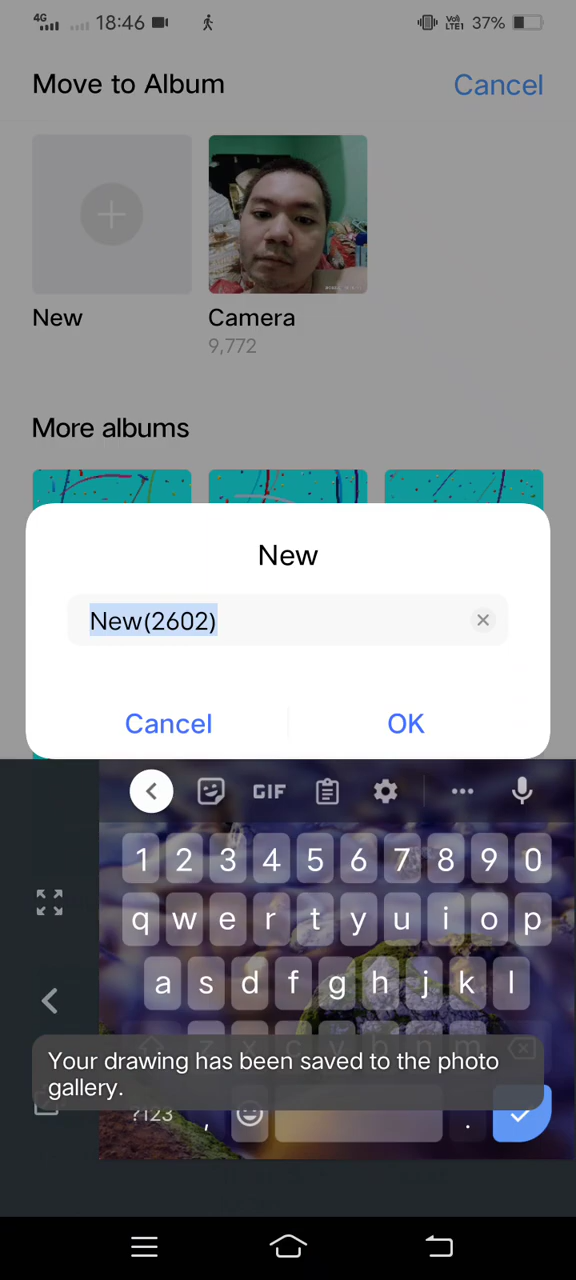 4G 18:46 VoLTE1 37%
Move to Album
Cancel
New
Camera
9,772
More albums
New
New(2602)
Cancel
OK
GIF
1 2 3 4 5 6 7 8 9 0
q w e r t y u i o p
a s d f g h j k l
z x c v b n m
Your drawing has been saved to the photo
gallery.
?123 , .